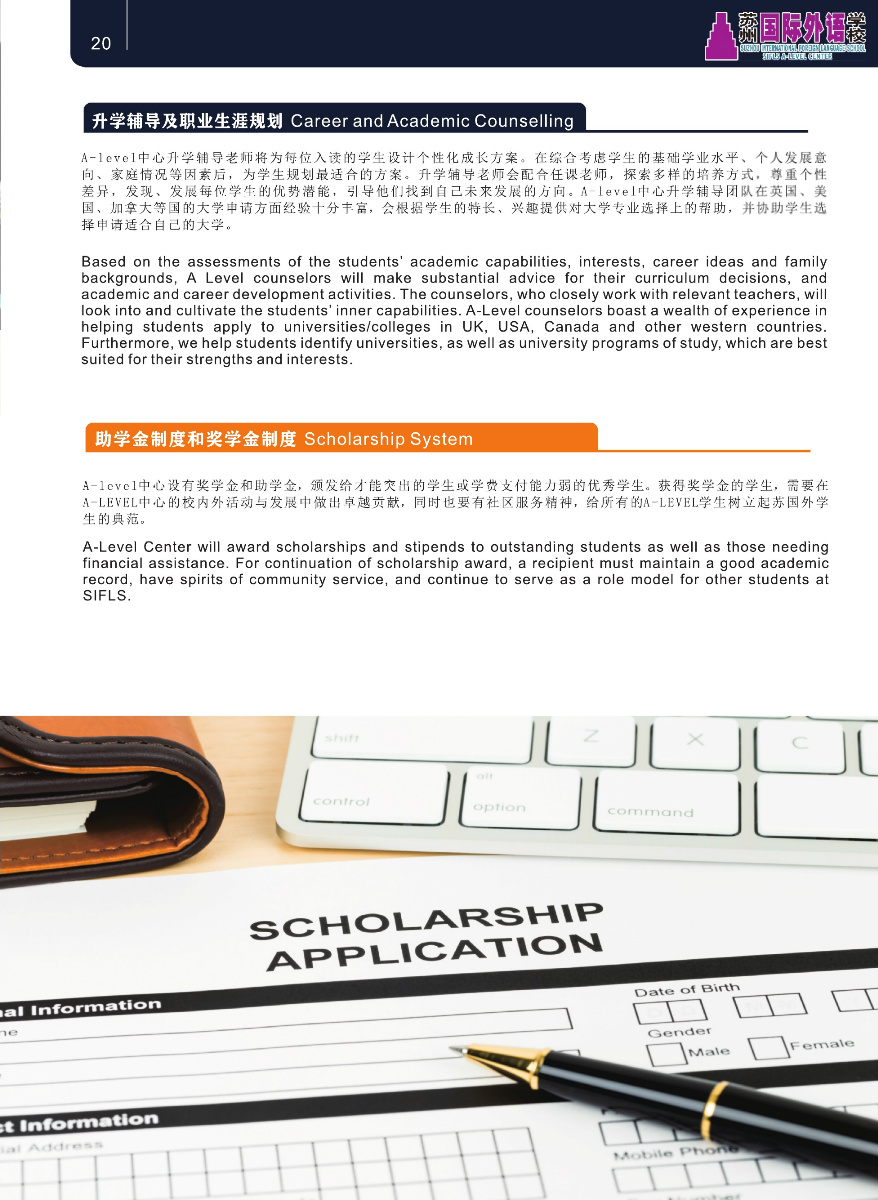 20
苏州国际外语学校
SUZHOU INTERNATIONAL FOREIGN LANGUAGE SCHOOL
SIFLS A-LEVEL CENTER
升学辅导及职业生涯规划 Career and Academic Counselling
A-level中心升学辅导老师将为每位入读的学生设计个性化成长方案。在综合考虑学生的基础学业水平、个人发展意
向、家庭情况等因素后，为学生规划最适合的方案。升学辅导老师会配合任课老师，探索多样的培养方式，尊重个性
差异，发现、发展每位学生的优势潜能，引导他们找到自己未来发展的方向。A-level中心升学辅导团队在英国、美
国、加拿大等国的大学申请方面经验十分丰富，会根据学生的特长、兴趣提供对大学专业选择上的帮助，并协助学生选
择申请适合自己的大学。
Based on the assessments of the students' academic capabilities, interests, career ideas and family
backgrounds, A Level counselors will make substantial advice for their curriculum decisions, and
academic and career development activities. The counselors, who closely work with relevant teachers, will
look into and cultivate the students' inner capabilities. A-Level counselors boast a wealth of experience in
helping students apply to universities/colleges in UK, USA, Canada and other western countries.
Furthermore, we help students identify universities, as well as university programs of study, which are best
suited for their strengths and interests.
助学金制度和奖学金制度 Scholarship System
A-level中心设有奖学金和助学金，颁发给才能突出的学生或学费支付能力弱的优秀学生。获得奖学金的学生，需要在
A-LEVEL中心的校内外活动与发展中做出卓越贡献，同时也要有社区服务精神，给所有的A-LEVEL学生树立起苏国外学
生的典范。
A-Level Center will award scholarships and stipends to outstanding students as well as those needing
financial assistance. For continuation of scholarship award, a recipient must maintain a good academic
record, have spirits of community service, and continue to serve as a role model for other students at
SIFLS.
shift Z X C
control alt option command
SCHOLARSHIP
APPLICATION
Information
Date of Birth
Gender
Male Female
Information
Address
Mobile Phone